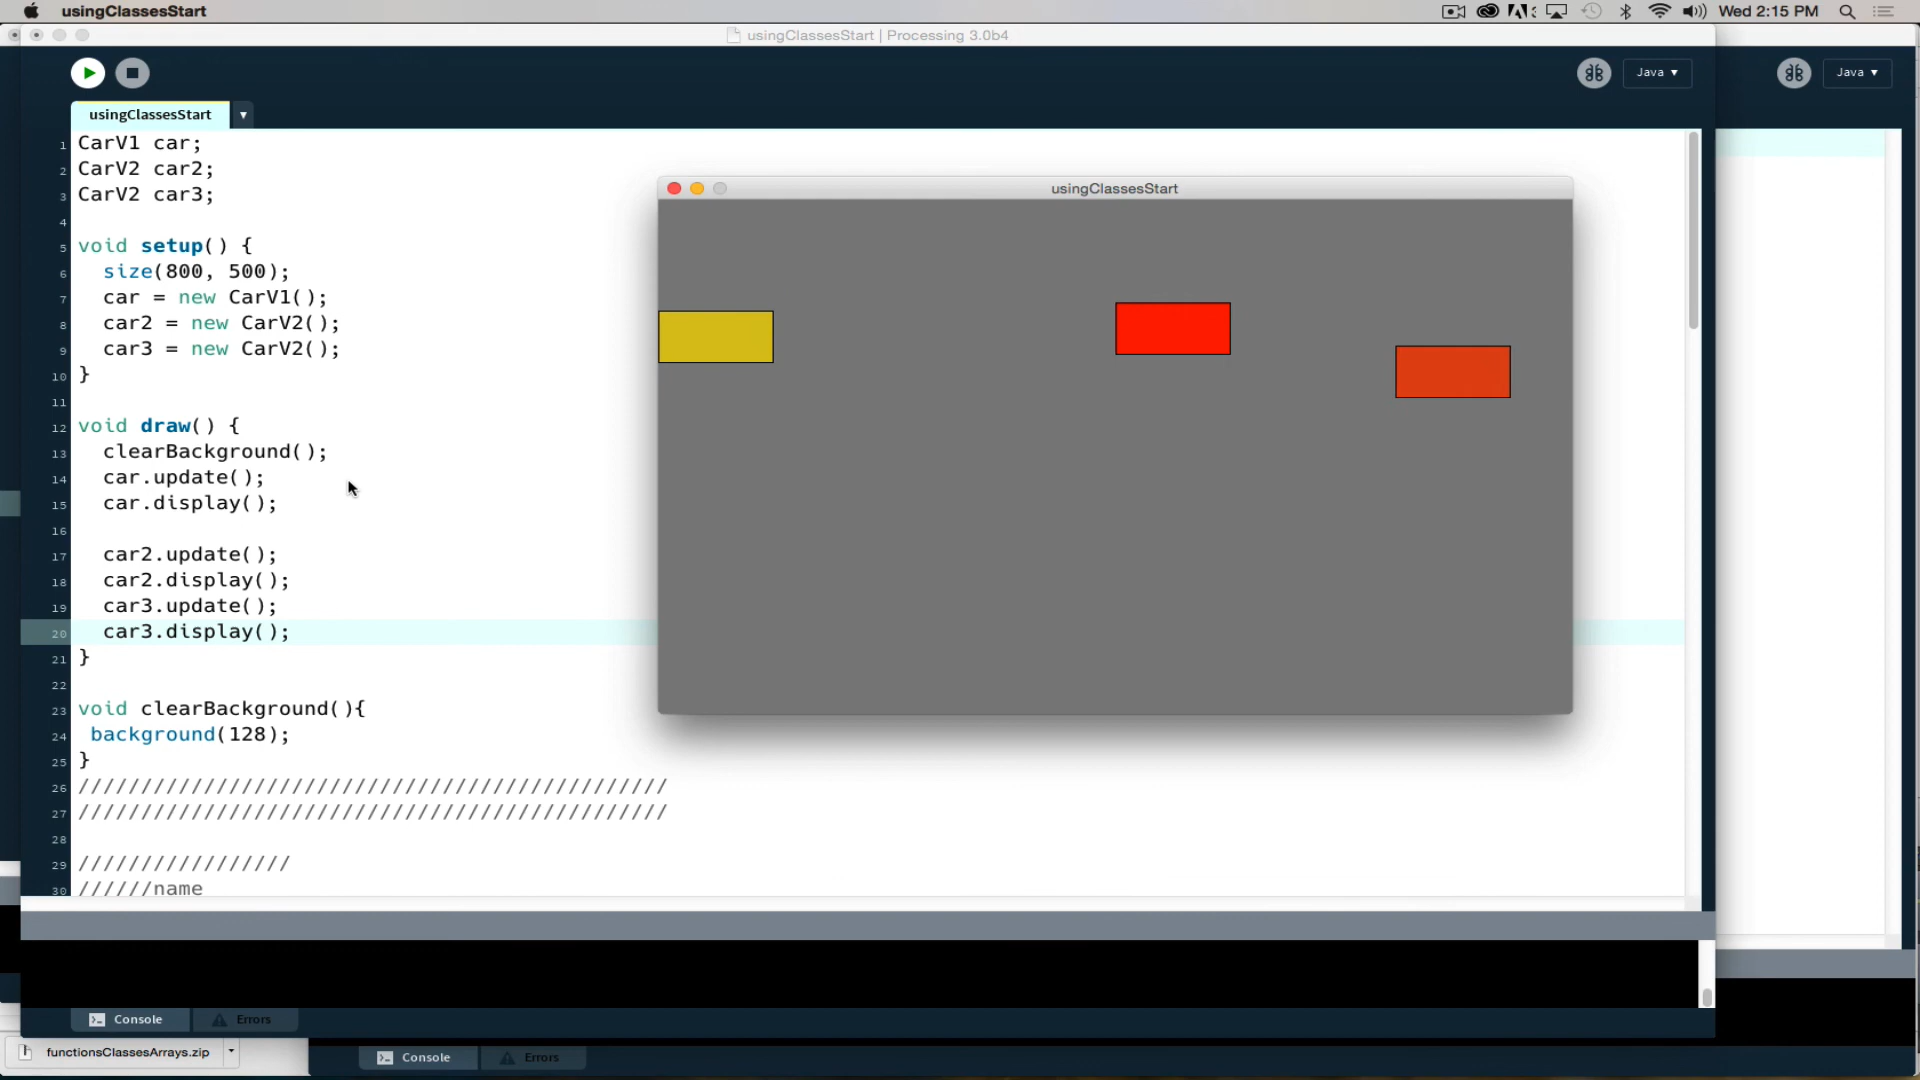 usingClassesStart
Wed 2:15 PM
usingClassesStart | Processing 3.0b4
Java ▾
Java ▾
usingClassesStart ▾
1 CarV1 car;
2 CarV2 car2;
3 CarV2 car3;
4
5 void setup() {
6 size(800, 500);
7 car = new CarV1();
8 car2 = new CarV2();
9 car3 = new CarV2();
10 }
11
12 void draw() {
13 clearBackground();
14 car.update();
15 car.display();
16
17 car2.update();
18 car2.display();
19 car3.update();
20 car3.display();
21 }
22
23 void clearBackground(){
24 background(128);
25 }
26 ///////////////////////////////////////////////
27 ///////////////////////////////////////////////
28
29 /////////////////
30 //////name
usingClassesStart
Console
Errors
functionsClassesArrays.zip
Console
Errors